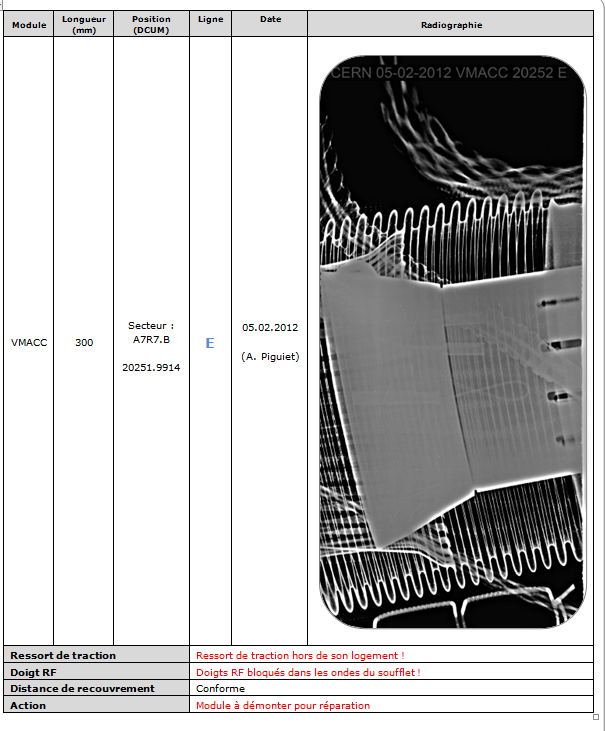 Module
Longueur
(mm)
Position
(DCUM)
Ligne
Date
Radiographie
VMACC
300
Secteur :
A7R7.B
20251.9914
E
05.02.2012
(A. Piguiet)
CERN 05-02-2012 VMACC 20252 E
Ressort de traction
Ressort de traction hors de son logement !
Doigt RF
Doigts RF bloqués dans les ondes du soufflet !
Distance de recouvrement
Conforme
Action
Module à démonter pour réparation